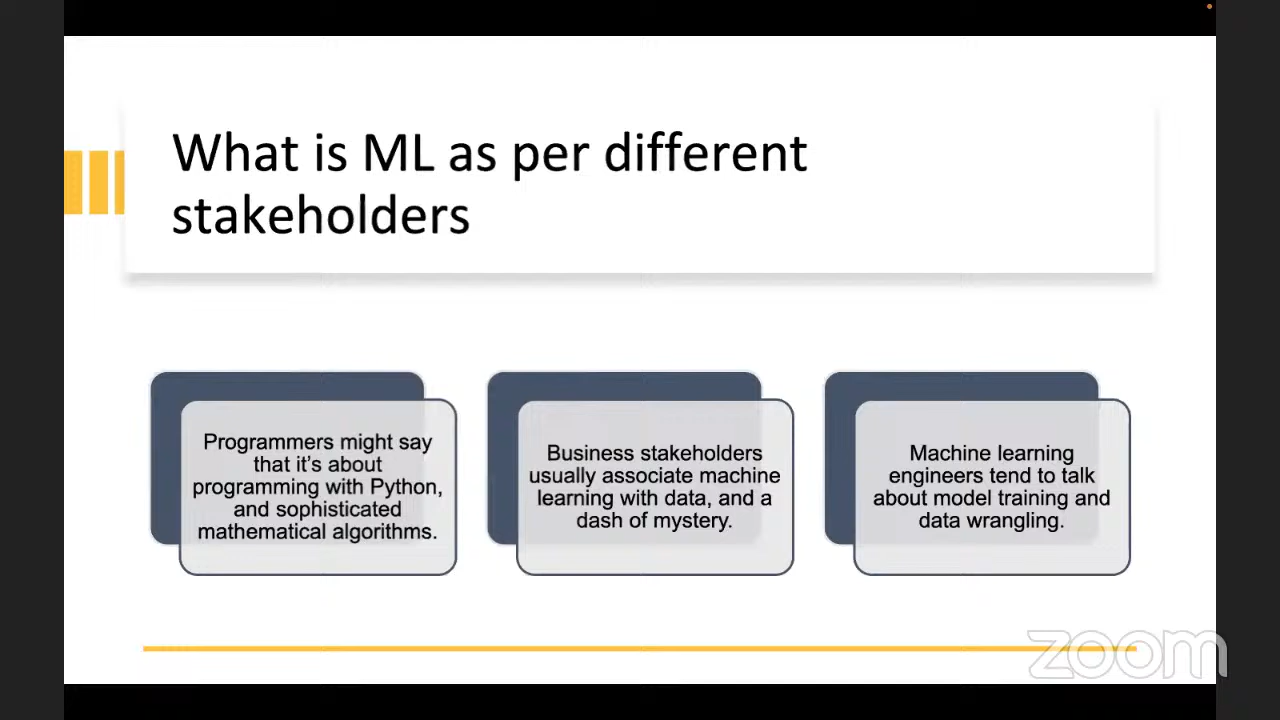 What is ML as per different
stakeholders
Programmers might say
that it's about
programming with Python,
and sophisticated
mathematical algorithms.
Business stakeholders
usually associate machine
learning with data, and a
dash of mystery.
Machine learning
engineers tend to talk
about model training and
data wrangling.
zoom